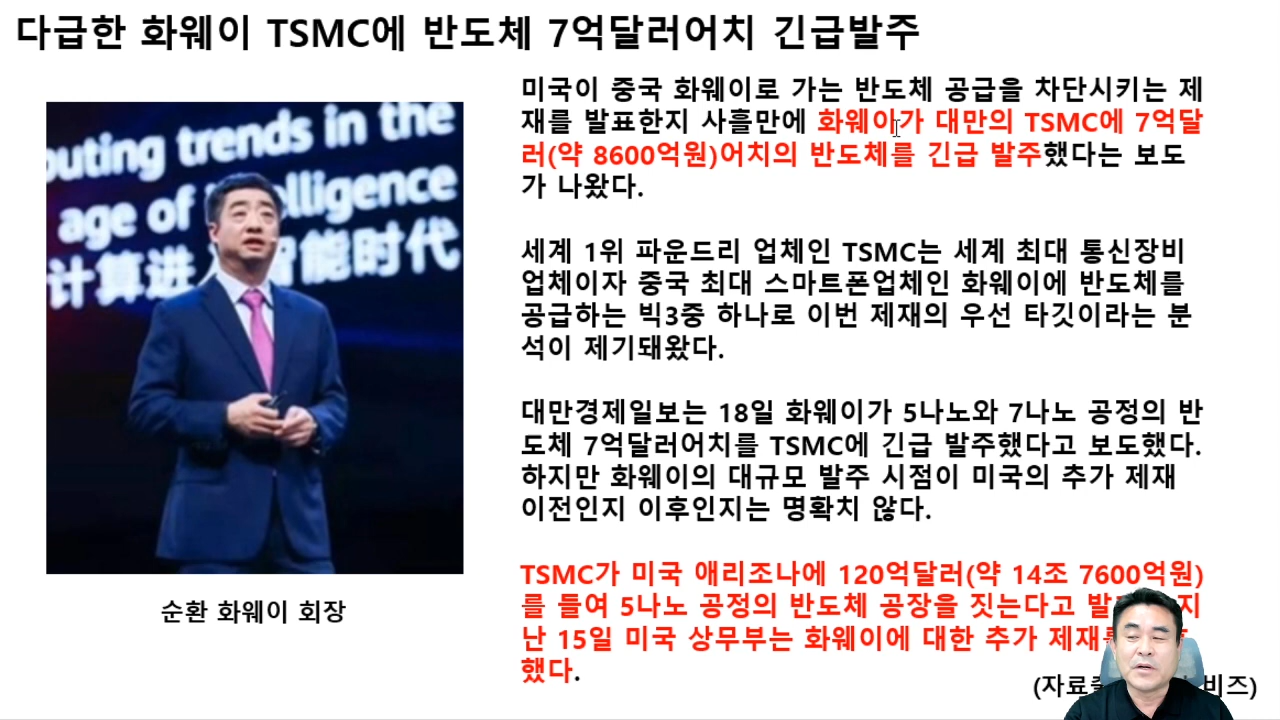 다급한 화웨이 TSMC에 반도체 7억달러어치 긴급발주
outing trends in the
age of
elligence
计算进
智能时代
순환 화웨이 회장
미국이 중국 화웨이로 가는 반도체 공급을 차단시키는 제
재를 발표한지 사흘만에 화웨이가 대만의 TSMC에 7억달
러(약 8600억원)어치의 반도체를 긴급 발주했다는 보도
가 나왔다.
세계 1위 파운드리 업체인 TSMC는 세계 최대 통신장비
업체이자 중국 최대 스마트폰업체인 화웨이에 반도체를
공급하는 빅3중 하나로 이번 제재의 우선 타깃이라는 분
석이 제기돼왔다.
대만경제일보는 18일 화웨이가 5나노와 7나노 공정의 반
도체 7억달러어치를 TSMC에 긴급 발주했다고 보도했다.
하지만 화웨이의 대규모 발주 시점이 미국의 추가 제재
이전인지 이후인지는 명확치 않다.
TSMC가 미국 애리조나에 120억달러(약 14조 7600억원)
를 들여 5나노 공정의 반도체 공장을 짓는다고 발 지
난 15일 미국 상무부는 화웨이에 대한 추가 제재
했다.
(자료 비즈)